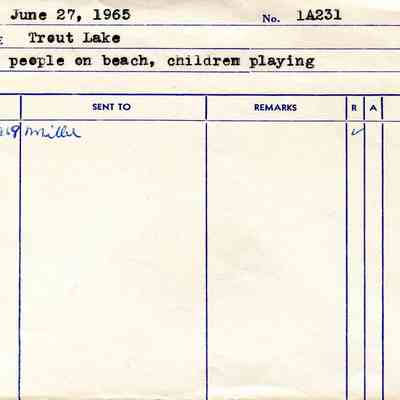 June 27, 1965 No. 1A231
Trout Lake
people on beach, children playing
SENT TO REMARKS R A
Miller ✓